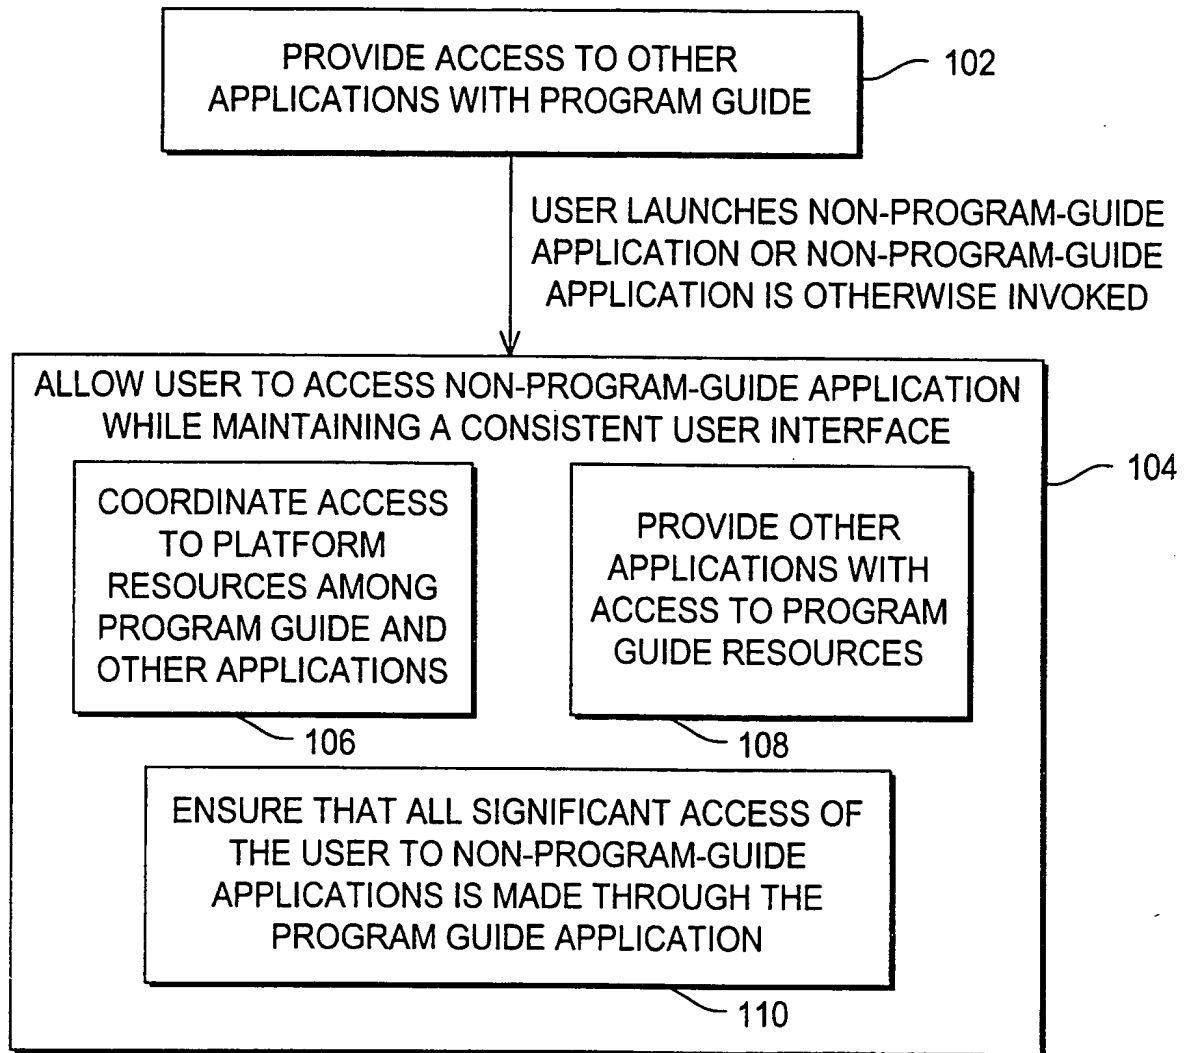 PROVIDE ACCESS TO OTHER
APPLICATIONS WITH PROGRAM GUIDE
102
USER LAUNCHES NON-PROGRAM-GUIDE
APPLICATION OR NON-PROGRAM-GUIDE
APPLICATION IS OTHERWISE INVOKED
ALLOW USER TO ACCESS NON-PROGRAM-GUIDE APPLICATION
WHILE MAINTAINING A CONSISTENT USER INTERFACE
104
COORDINATE ACCESS
TO PLATFORM
RESOURCES AMONG
PROGRAM GUIDE AND
OTHER APPLICATIONS
106
PROVIDE OTHER
APPLICATIONS WITH
ACCESS TO PROGRAM
GUIDE RESOURCES
108
ENSURE THAT ALL SIGNIFICANT ACCESS OF
THE USER TO NON-PROGRAM-GUIDE
APPLICATIONS IS MADE THROUGH THE
PROGRAM GUIDE APPLICATION
110